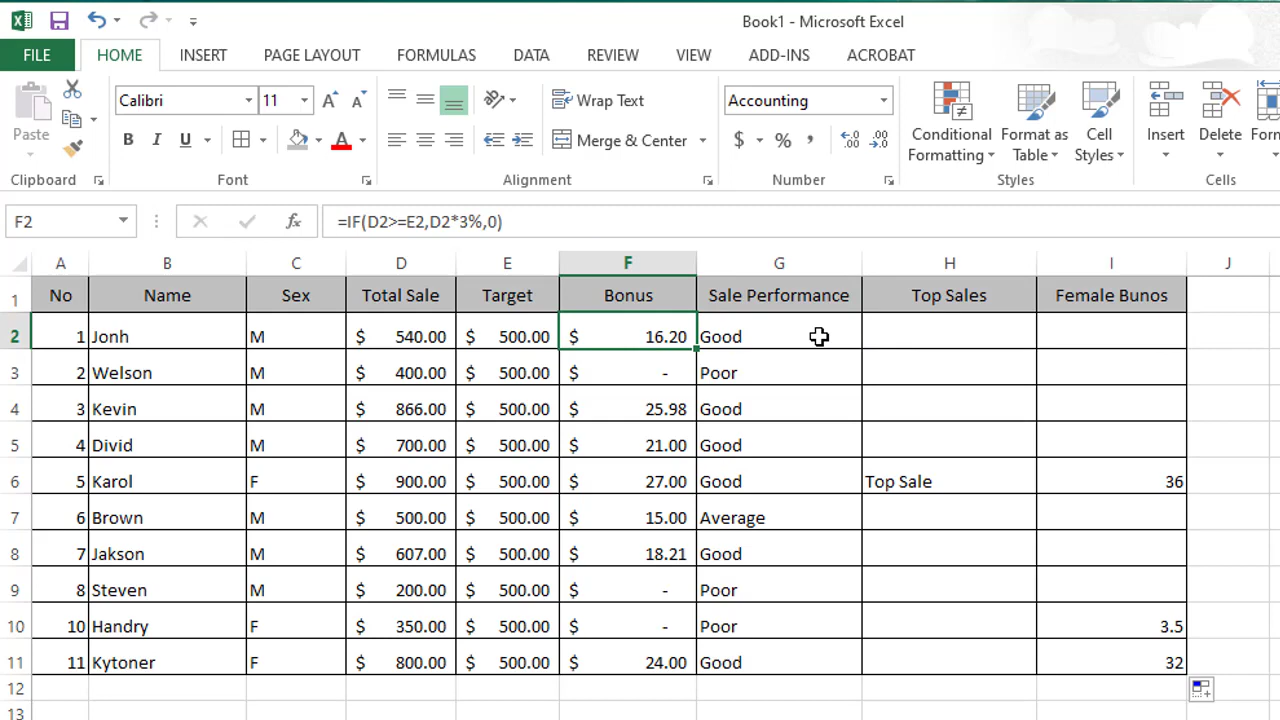 Book1 - Microsoft Excel
FILE HOME INSERT PAGE LAYOUT FORMULAS DATA REVIEW VIEW ADD-INS ACROBAT
Paste Calibri 11 A A Wrap Text Accounting Conditional Formatting Format as Table Cell Styles Insert Delete
B I U A Merge & Center $ % ,
Clipboard Font Alignment Number Styles Cells
F2 fx =IF(D2>=E2,D2*3%,0)
A B C D E F G H I J
1 No Name Sex Total Sale Target Bonus Sale Performance Top Sales Female Bunos
2 1 Jonh M $ 540.00 $ 500.00 $ 16.20 Good
3 2 Welson M $ 400.00 $ 500.00 $ - Poor
4 3 Kevin M $ 866.00 $ 500.00 $ 25.98 Good
5 4 Divid M $ 700.00 $ 500.00 $ 21.00 Good
6 5 Karol F $ 900.00 $ 500.00 $ 27.00 Good Top Sale 36
7 6 Brown M $ 500.00 $ 500.00 $ 15.00 Average
8 7 Jakson M $ 607.00 $ 500.00 $ 18.21 Good
9 8 Steven M $ 200.00 $ 500.00 $ - Poor
10 10 Handry F $ 350.00 $ 500.00 $ - Poor 3.5
11 11 Kytoner F $ 800.00 $ 500.00 $ 24.00 Good 32
12
13